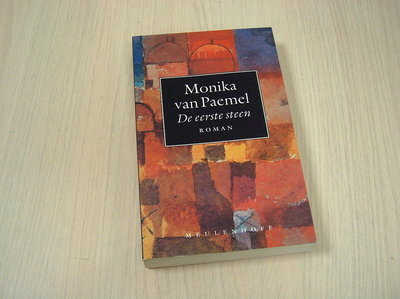 Monika
van Paemel
De eerste steen
ROMAN
MEULENHOFF